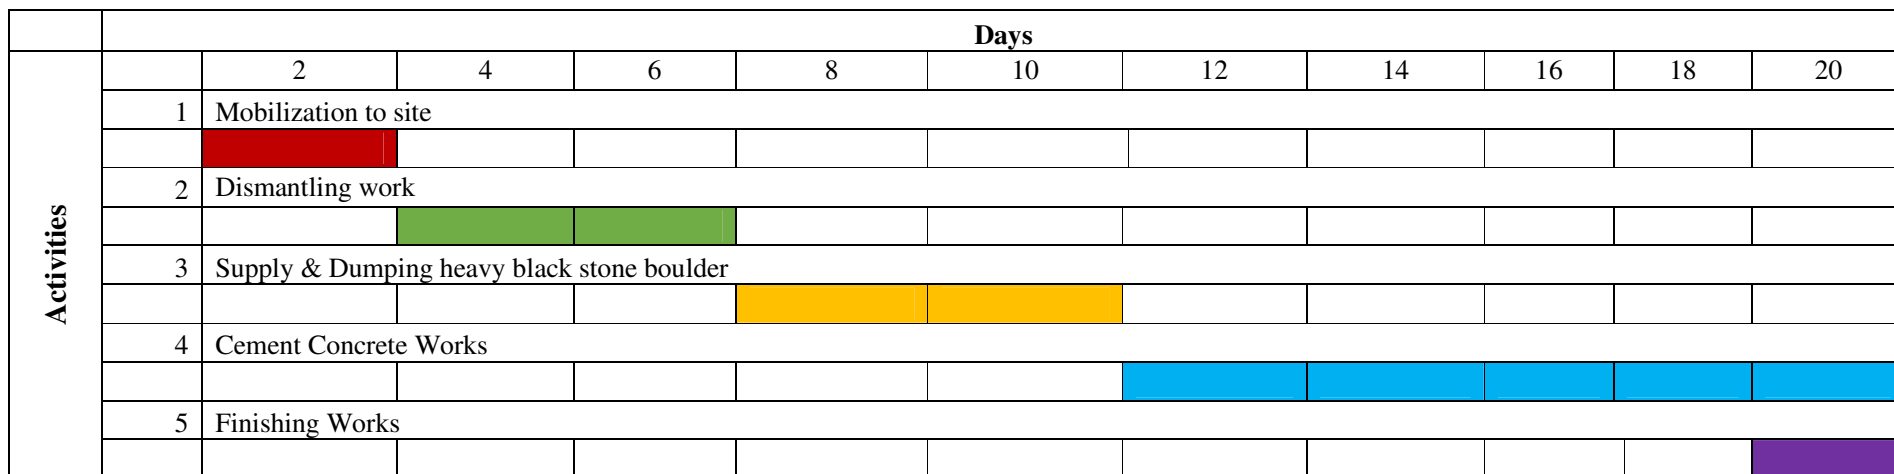 Days
2 4 6 8 10 12 14 16 18 20
Activities
1 Mobilization to site
2 Dismantling work
3 Supply & Dumping heavy black stone boulder
4 Cement Concrete Works
5 Finishing Works